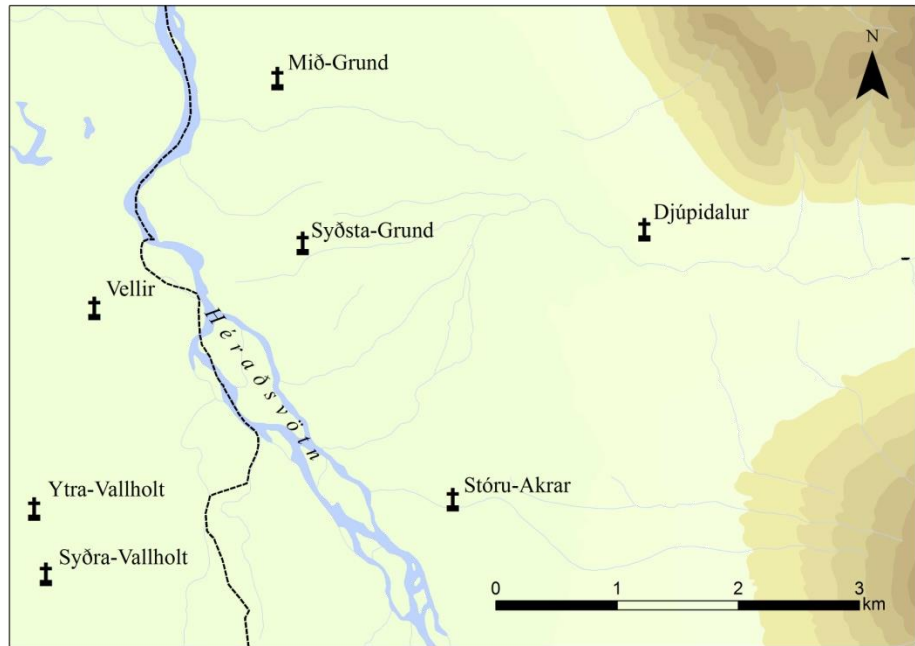 Mið-Grund
N
Syðsta-Grund
Djúpidalur
Vellir
Héraðsvötn
Ytra-Vallholt
Stóru-Akrar
Syðra-Vallholt
0 1 2 3
km